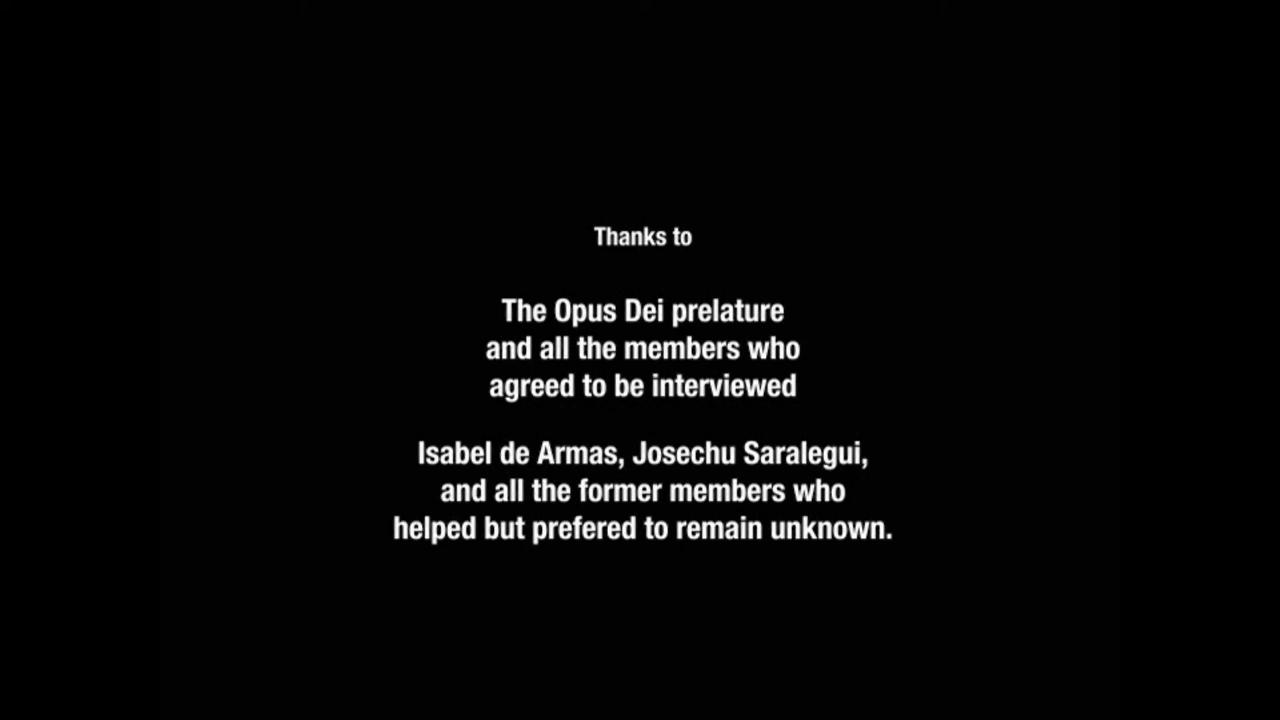 Thanks to
The Opus Dei prelature
and all the members who
agreed to be interviewed
Isabel de Armas, Josechu Saralegui,
and all the former members who
helped but prefered to remain unknown.